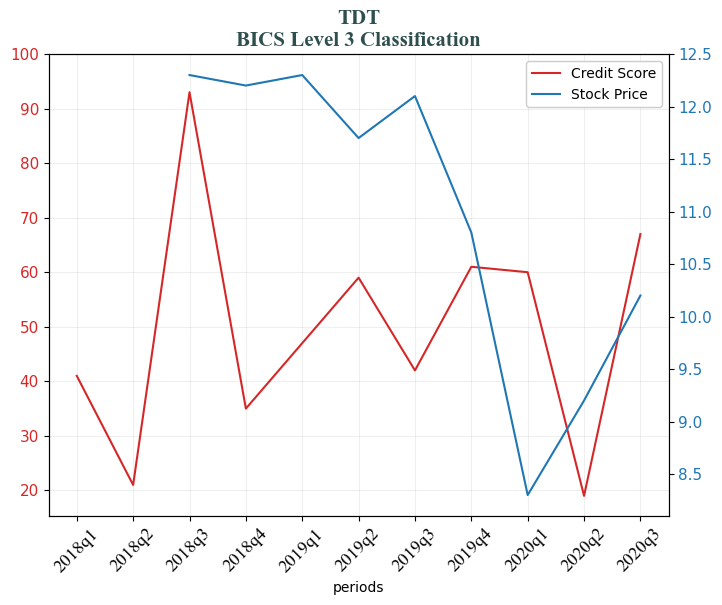 TDT
BICS Level 3 Classification
Credit Score
Stock Price
100
90
80
70
60
50
40
30
20
12.5
12.0
11.5
11.0
10.5
10.0
9.5
9.0
8.5
2018q1
2018q2
2018q3
2018q4
2019q1
2019q2
2019q3
2019q4
2020q1
2020q2
2020q3
periods